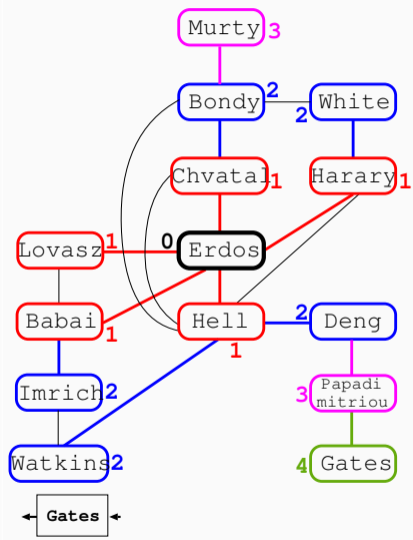 Murty 3
Bondy 2
2 White
Chvatal 1
Harary 1
Lovasz 1
0 Erdos
Babai 1
Hell 1
2 Deng
Imrich 2
3 Papadi
mitriou
Watkins 2
4 Gates
Gates